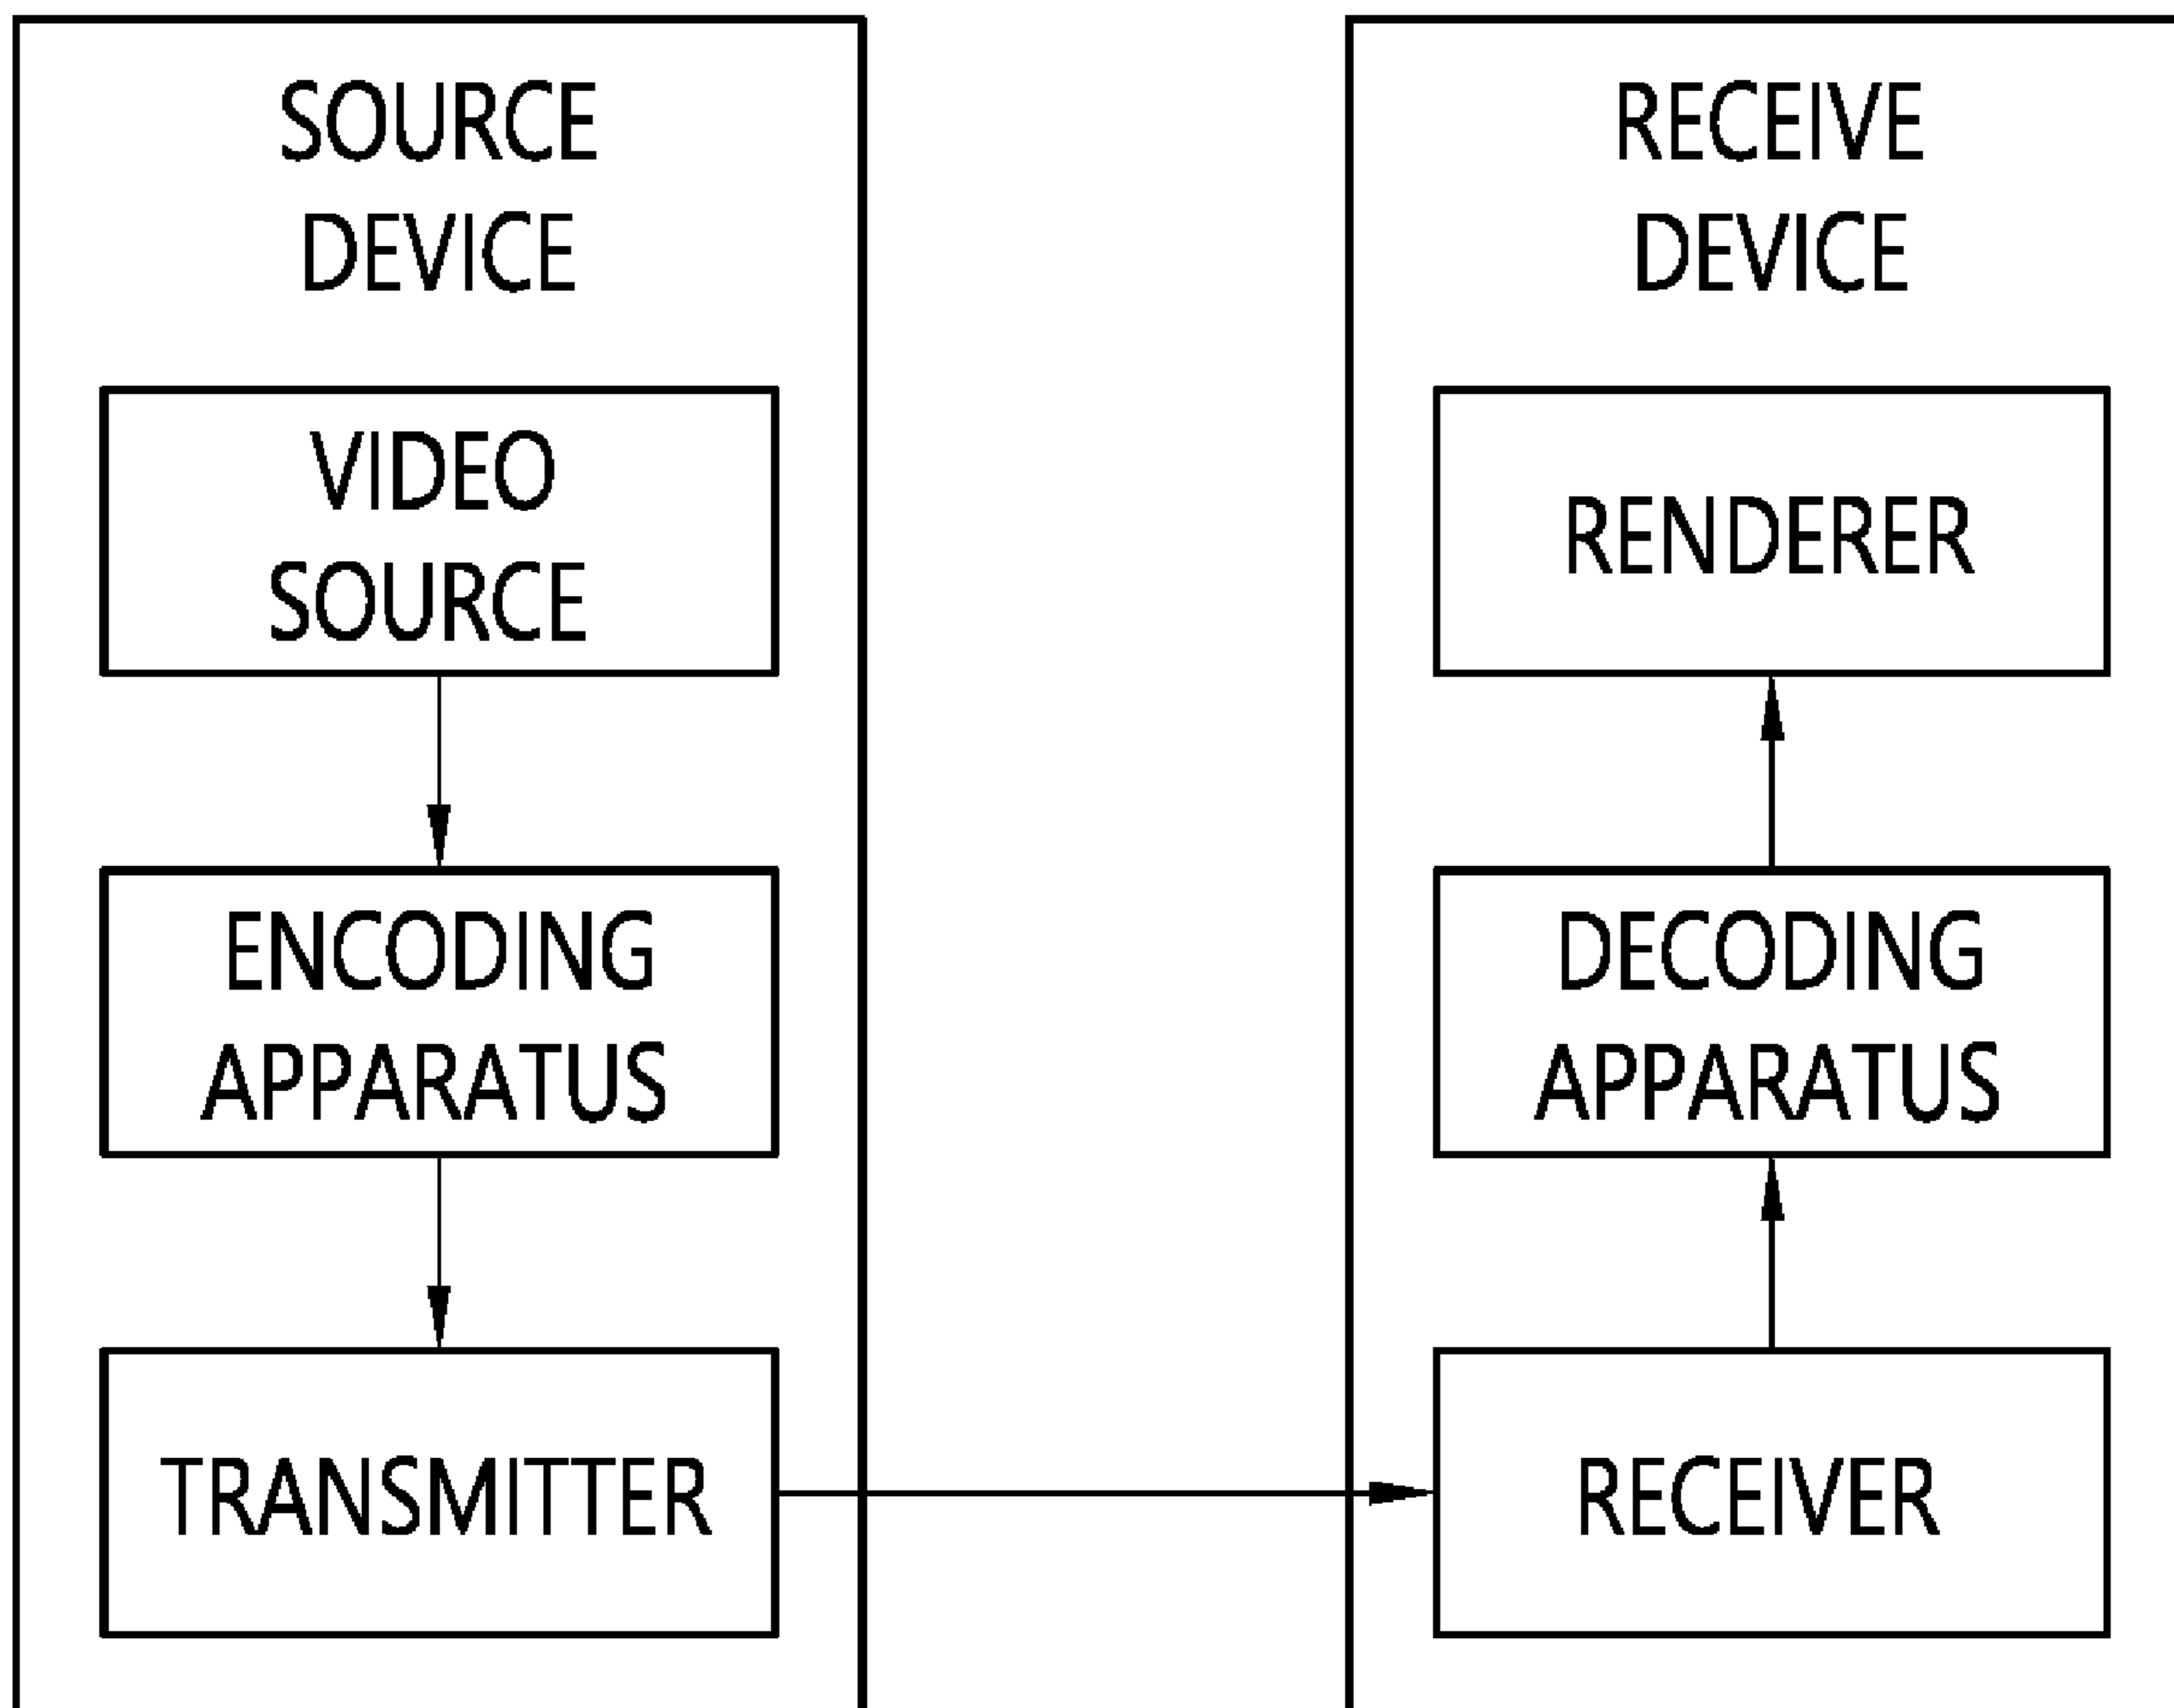 SOURCE
DEVICE
VIDEO
SOURCE
ENCODING
APPARATUS
TRANSMITTER
RECEIVE
DEVICE
RENDERER
DECODING
APPARATUS
RECEIVER